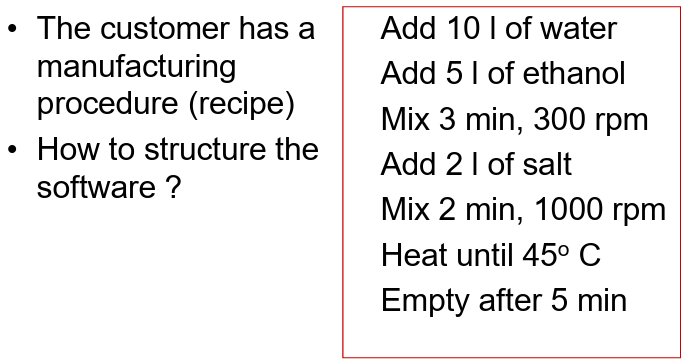 • The customer has a
manufacturing
procedure (recipe)
• How to structure the
software ?
Add 10 l of water
Add 5 l of ethanol
Mix 3 min, 300 rpm
Add 2 l of salt
Mix 2 min, 1000 rpm
Heat until 45º C
Empty after 5 min